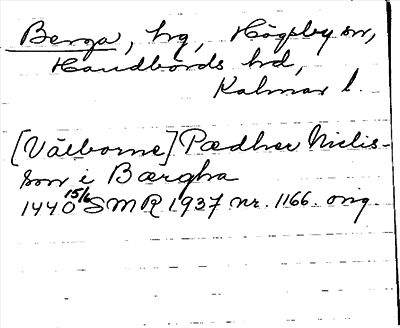 Berga, hg, Högsby sn,
Handbörds hd,
Kalmar l.
[Välborne] Pædher Nielis-
son i Bærgha
1440 15/6 SMR 1937 nr. 1166. orig.